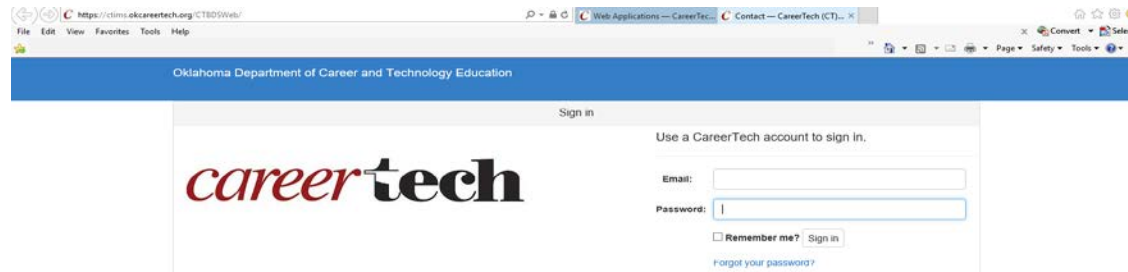 https://ctims.okcareertech.org/CTBDSWeb/
Web Applications — CareerTec...
Contact — CareerTech (CT)... ×
File Edit View Favorites Tools Help
× Convert Sele
Page Safety Tools
Oklahoma Department of Career and Technology Education
Sign in
Use a CareerTech account to sign in.
careertech
Email:
Password:
Remember me? Sign in
Forgot your password?